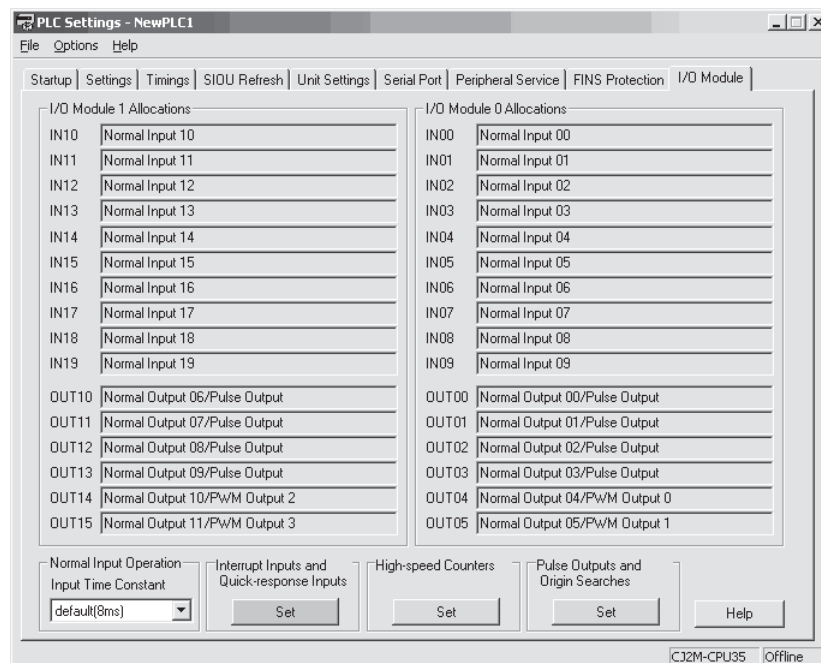 PLC Settings - NewPLC1
File Options Help
Startup Settings Timings SIOU Refresh Unit Settings Serial Port Peripheral Service FINS Protection I/O Module
I/O Module 1 Allocations
IN10 Normal Input 10
IN11 Normal Input 11
IN12 Normal Input 12
IN13 Normal Input 13
IN14 Normal Input 14
IN15 Normal Input 15
IN16 Normal Input 16
IN17 Normal Input 17
IN18 Normal Input 18
IN19 Normal Input 19
OUT10 Normal Output 06/Pulse Output
OUT11 Normal Output 07/Pulse Output
OUT12 Normal Output 08/Pulse Output
OUT13 Normal Output 09/Pulse Output
OUT14 Normal Output 10/PWM Output 2
OUT15 Normal Output 11/PWM Output 3
I/O Module 0 Allocations
IN00 Normal Input 00
IN01 Normal Input 01
IN02 Normal Input 02
IN03 Normal Input 03
IN04 Normal Input 04
IN05 Normal Input 05
IN06 Normal Input 06
IN07 Normal Input 07
IN08 Normal Input 08
IN09 Normal Input 09
OUT00 Normal Output 00/Pulse Output
OUT01 Normal Output 01/Pulse Output
OUT02 Normal Output 02/Pulse Output
OUT03 Normal Output 03/Pulse Output
OUT04 Normal Output 04/PWM Output 0
OUT05 Normal Output 05/PWM Output 1
Normal Input Operation
Input Time Constant
default(8ms)
Interrupt Inputs and
Quick-response Inputs
Set
High-speed Counters
Set
Pulse Outputs and
Origin Searches
Set
Help
CJ2M-CPU35 Offline